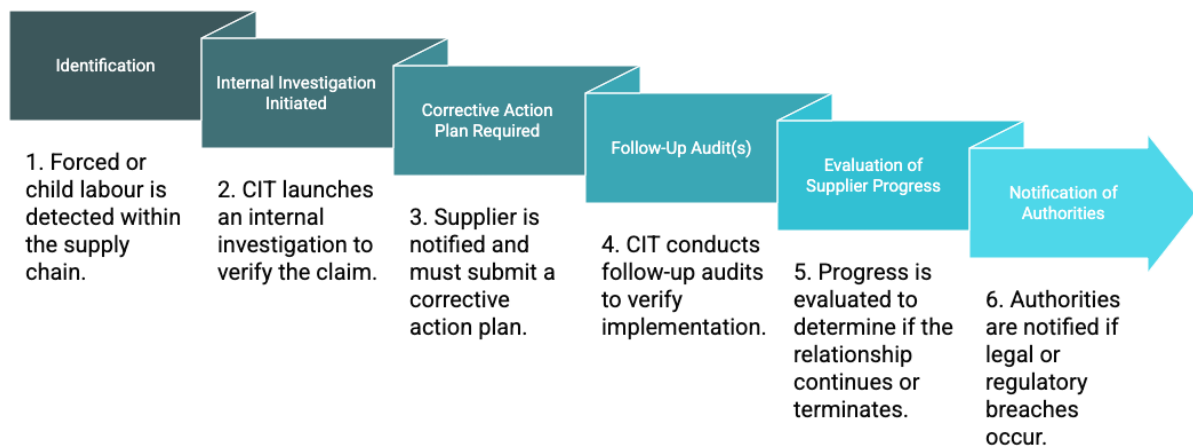 Identification
1. Forced or
child labour is
detected within
the supply
chain.
Internal Investigation
Initiated
2. CIT launches
an internal
investigation to
verify the claim.
Corrective Action
Plan Required
3. Supplier is
notified and
must submit a
corrective
action plan.
Follow-Up Audit(s)
4. CIT conducts
follow-up audits
to verify
implementation.
Evaluation of
Supplier Progress
5. Progress is
evaluated to
determine if the
relationship
continues or
terminates.
Notification of
Authorities
6. Authorities
are notified if
legal or
regulatory
breaches
occur.